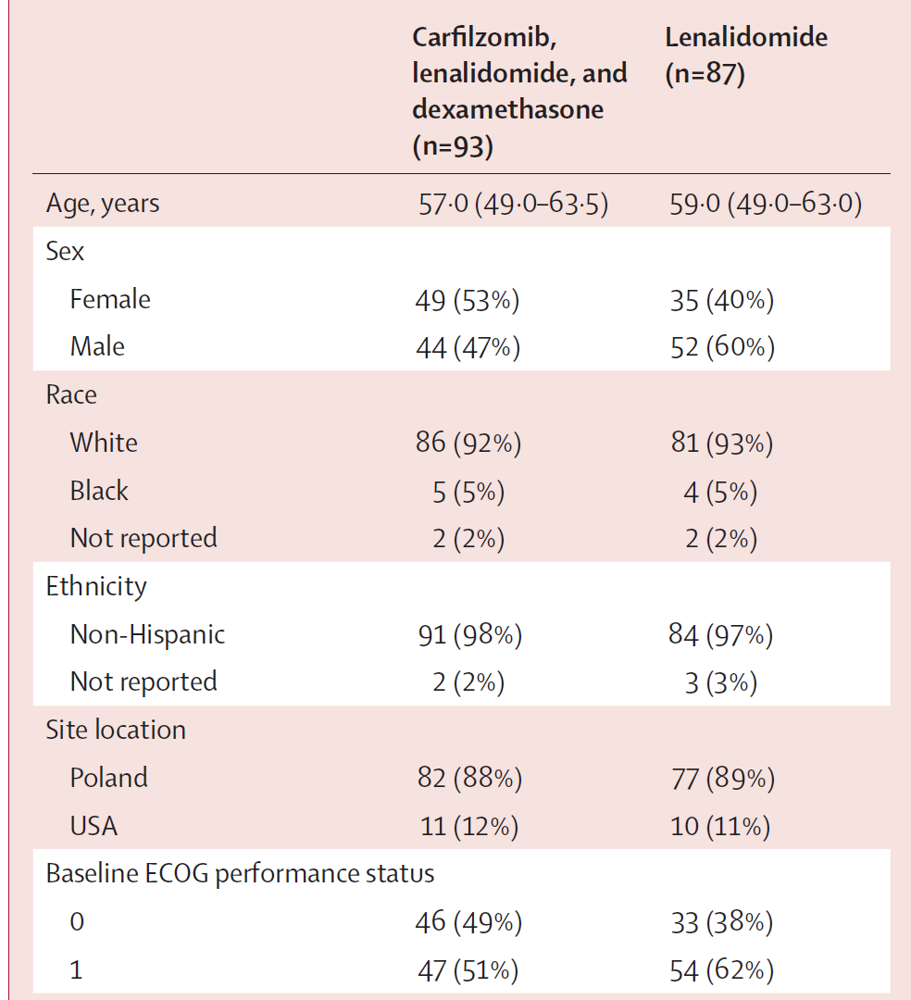 Carfilzomib, lenalidomide, and dexamethasone (n=93) Lenalidomide (n=87)
Age, years 57·0 (49·0–63·5) 59·0 (49·0–63·0)
Sex
Female 49 (53%) 35 (40%)
Male 44 (47%) 52 (60%)
Race
White 86 (92%) 81 (93%)
Black 5 (5%) 4 (5%)
Not reported 2 (2%) 2 (2%)
Ethnicity
Non-Hispanic 91 (98%) 84 (97%)
Not reported 2 (2%) 3 (3%)
Site location
Poland 82 (88%) 77 (89%)
USA 11 (12%) 10 (11%)
Baseline ECOG performance status
0 46 (49%) 33 (38%)
1 47 (51%) 54 (62%)